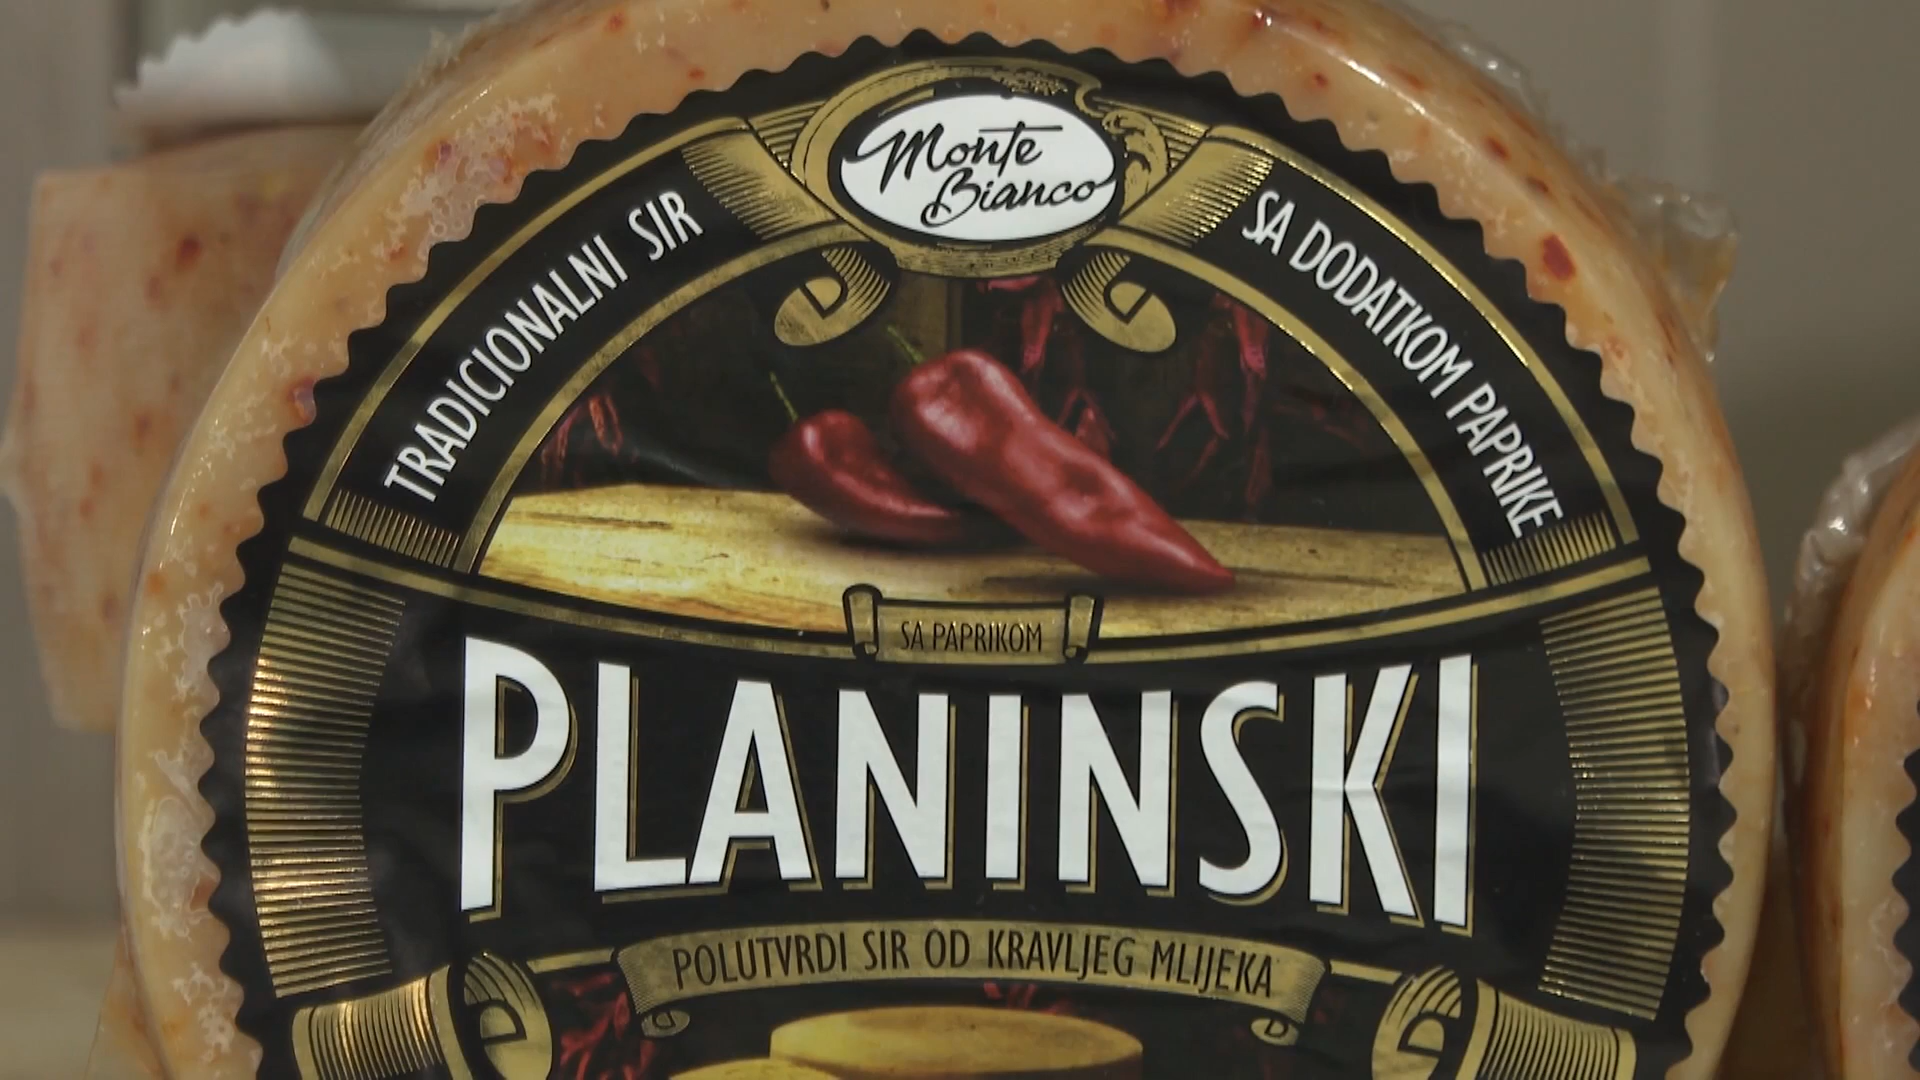 Monte
Bianco
TRADICIONALNI SIR
SA DODATKOM PAPRIKE
SA PAPRIKOM
PLANINSKI
POLUTVRDI SIR OD KRAVLJEG MLIJEKA